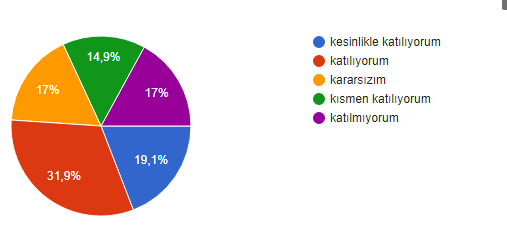 14,9%
17%
17%
19,1%
31,9%
kesinlikle katılıyorum
katılıyorum
kararsızım
kısmen katılıyorum
katılmıyorum